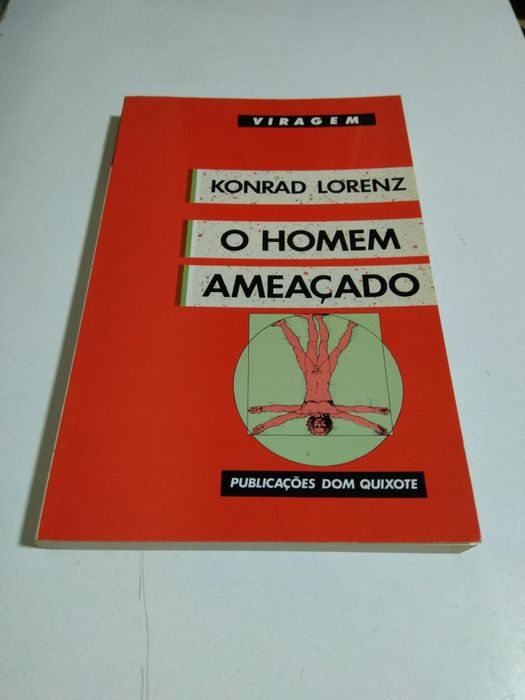 VIRAGEM
KONRAD LORENZ
O HOMEM
AMEAÇADO
PUBLICAÇÕES DOM QUIXOTE